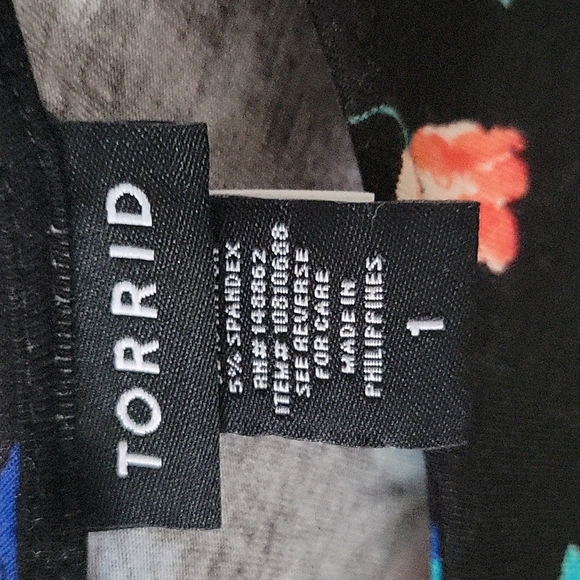 TORRID
5% SPANDEX
RN# 148862
SEE REVERSE
FOR CARE
MADE IN
PHILIPPINES
1